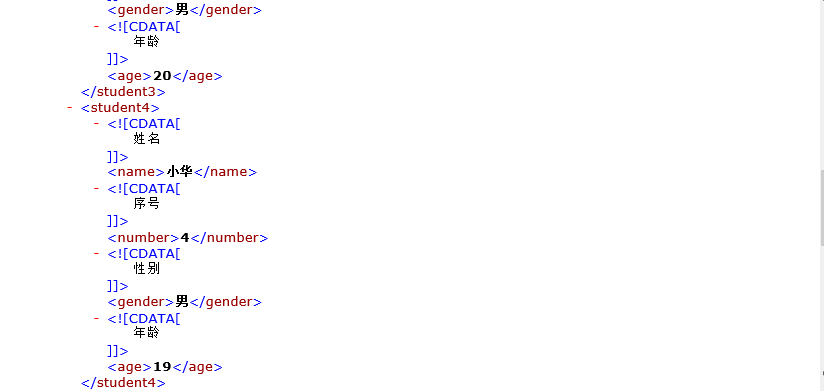 ]]>
<gender>男</gender>
- <![CDATA[
年龄
]]>
<age>20</age>
</student3>
- <student4>
- <![CDATA[
姓名
]]>
<name>小华</name>
- <![CDATA[
序号
]]>
<number>4</number>
- <![CDATA[
性别
]]>
<gender>男</gender>
- <![CDATA[
年龄
]]>
<age>19</age>
</student4>